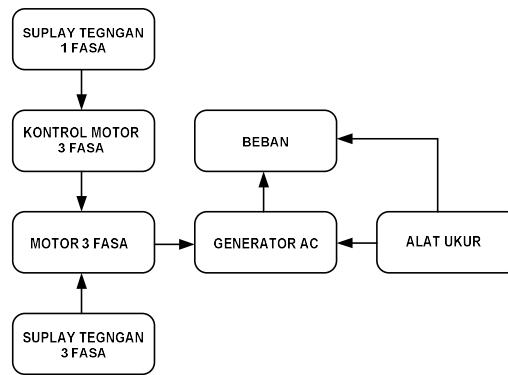 SUPLAY TEGNGAN
1 FASA
KONTROL MOTOR
3 FASA
BEBAN
MOTOR 3 FASA
GENERATOR AC
ALAT UKUR
SUPLAY TEGNGAN
3 FASA